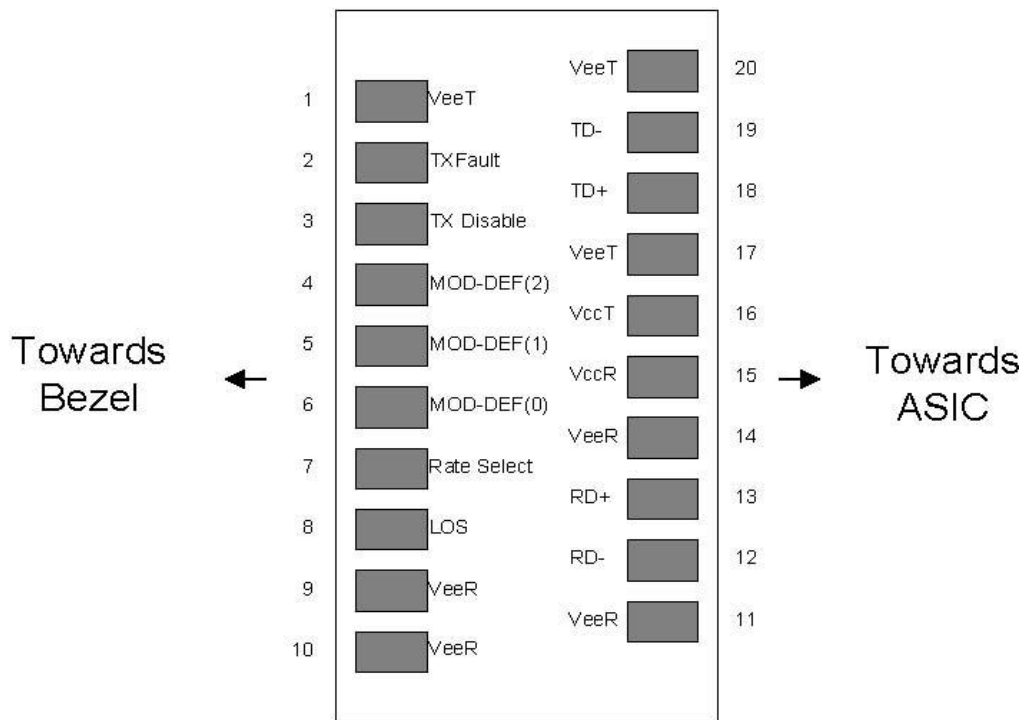 VeeT 20
1 VeeT
TD- 19
2 TXFault
TD+ 18
3 TX Disable
VeeT 17
4 MOD-DEF(2)
VccT 16
5 MOD-DEF(1)
Towards
Bezel
VccR 15
Towards
ASIC
6 MOD-DEF(0)
VeeR 14
7 Rate Select
RD+ 13
8 LOS
RD- 12
9 VeeR
VeeR 11
10 VeeR